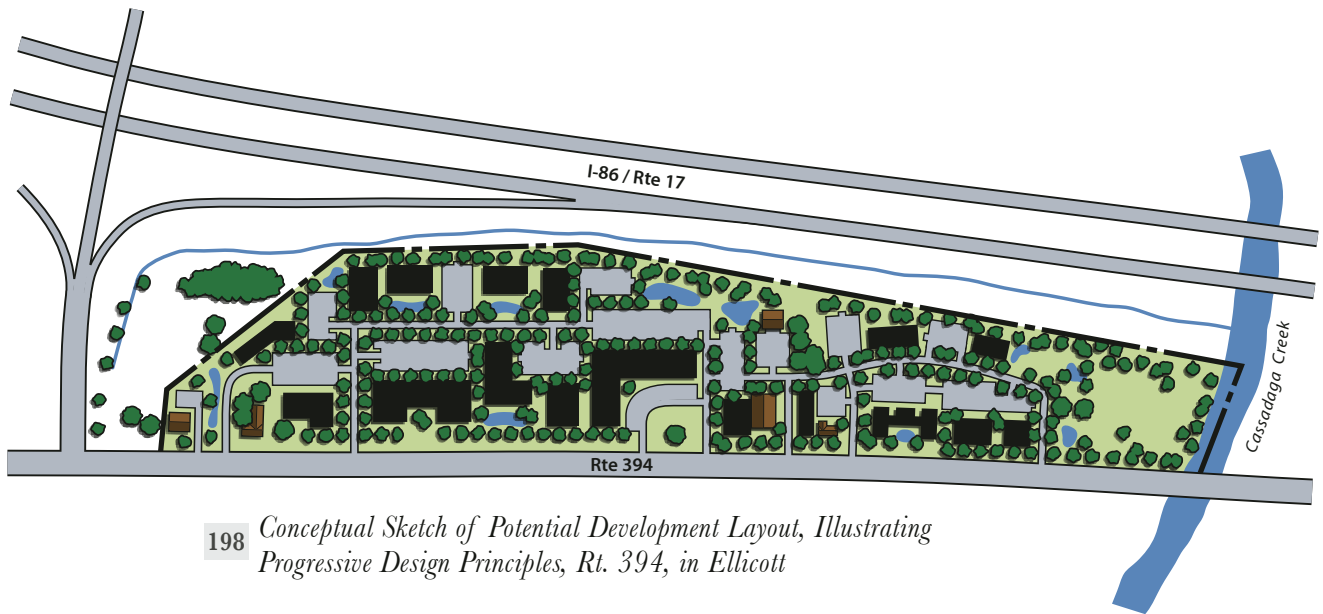 I-86 / Rte 17
Cassadaga Creek
Rte 394
198
Conceptual Sketch of Potential Development Layout, Illustrating
Progressive Design Principles, Rt. 394, in Ellicott